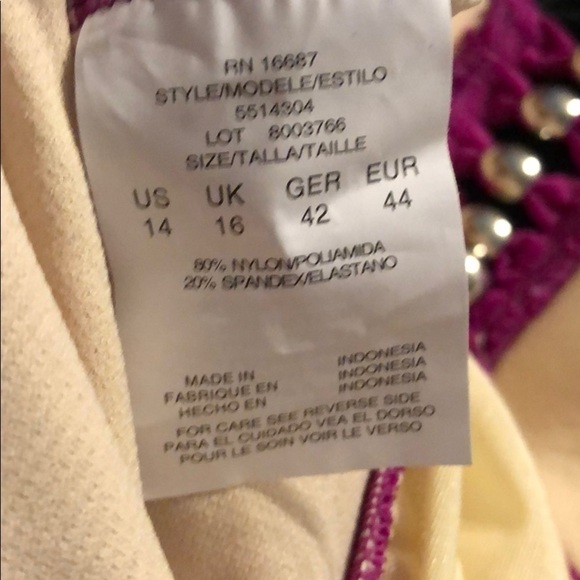 RN 16687
STYLE/MODELE/ESTILO
5514304
LOT 8003766
SIZE/TALLA/TAILLE
US UK GER EUR
14 16 42 44
80% NYLON/POLIAMIDA
20% SPANDEX/ELASTANO
MADE IN INDONESIA
FABRIQUE EN INDONESIA
HECHO EN INDONESIA
FOR CARE SEE REVERSE SIDE
PARA EL CUIDADO VEA EL DORSO
POUR LE SOIN VOIR LE VERSO